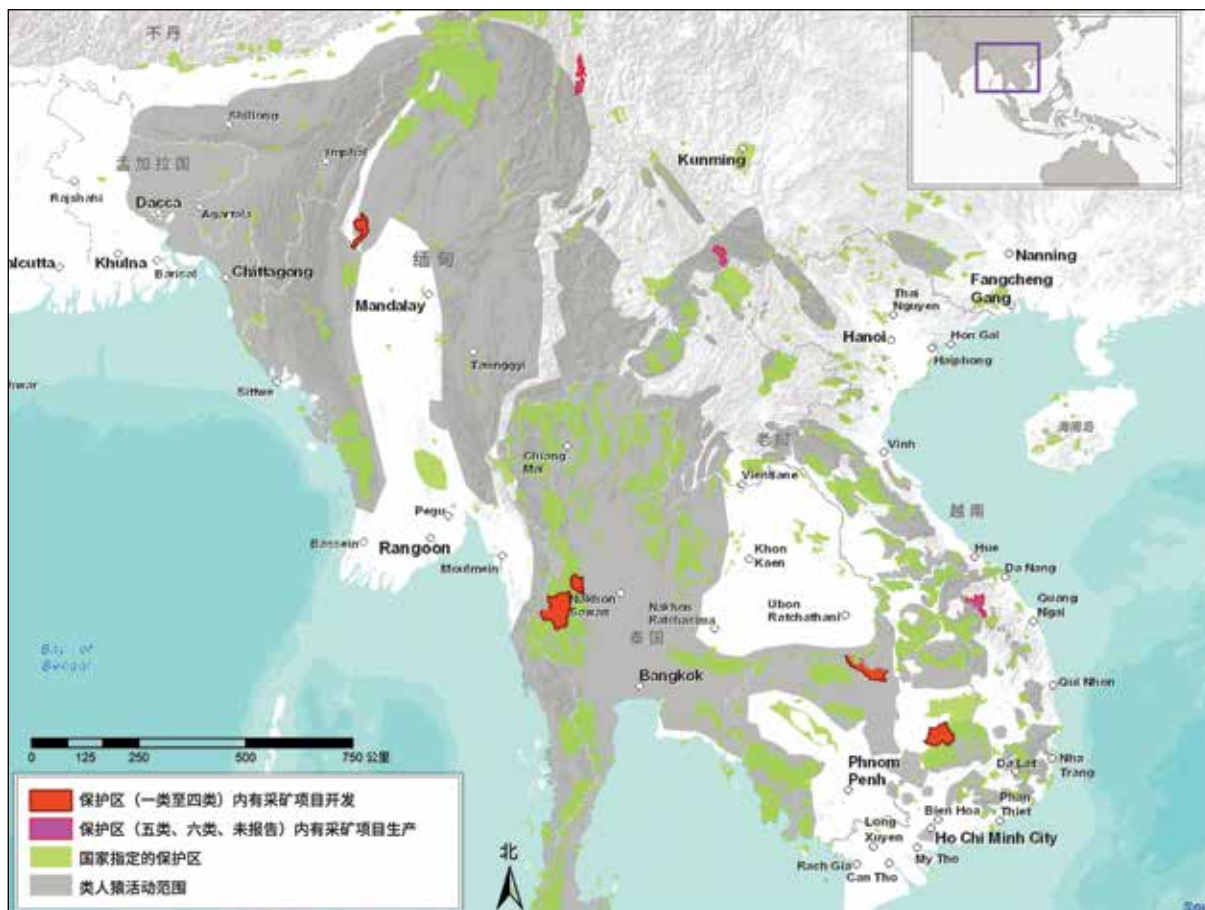 不丹
Shillong
Imphal
孟加拉国
Kunming
Rajshahi
Dacca
Agartala
alcutta
Khulna
Barisal
Chittagong
缅甸
Mandalay
Nanning
Fangcheng
Gang
Thai
Nguyen
Hanoi
Hon Gai
Haiphong
Taunggyi
Sittwe
海南岛
老挝
Chiang
Mai
Vinh
Vientiane
越南
Pegu
Bassein
Rangoon
Moulmein
Khon
Kaen
Hue
Da Nang
Nakhon
Sawan
Nakhon
Ratchasima
Ubon
Ratchathani
Quang
Ngai
泰国
Bay of
Bengal
Bangkok
Qui Nhon
0 125 250 500 750 公里
Phnom
Penh
Da Lat
Nha
Trang
Phan
Thiet
Bien Hoa
Long
Xuyen
Ho Chi Minh City
My Tho
Rach Gia
Can Tho
保护区（一类至四类）内有采矿项目开发
保护区（五类、六类、未报告）内有采矿项目生产
国家指定的保护区
类人猿活动范围
北